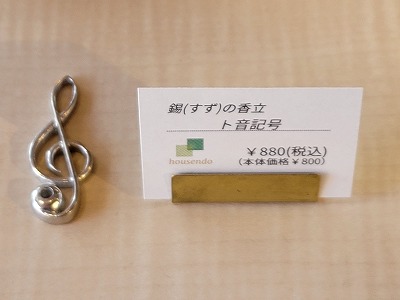 錫(すず)の香立
ト音記号
housendo
￥880(税込)
(本体価格￥800)